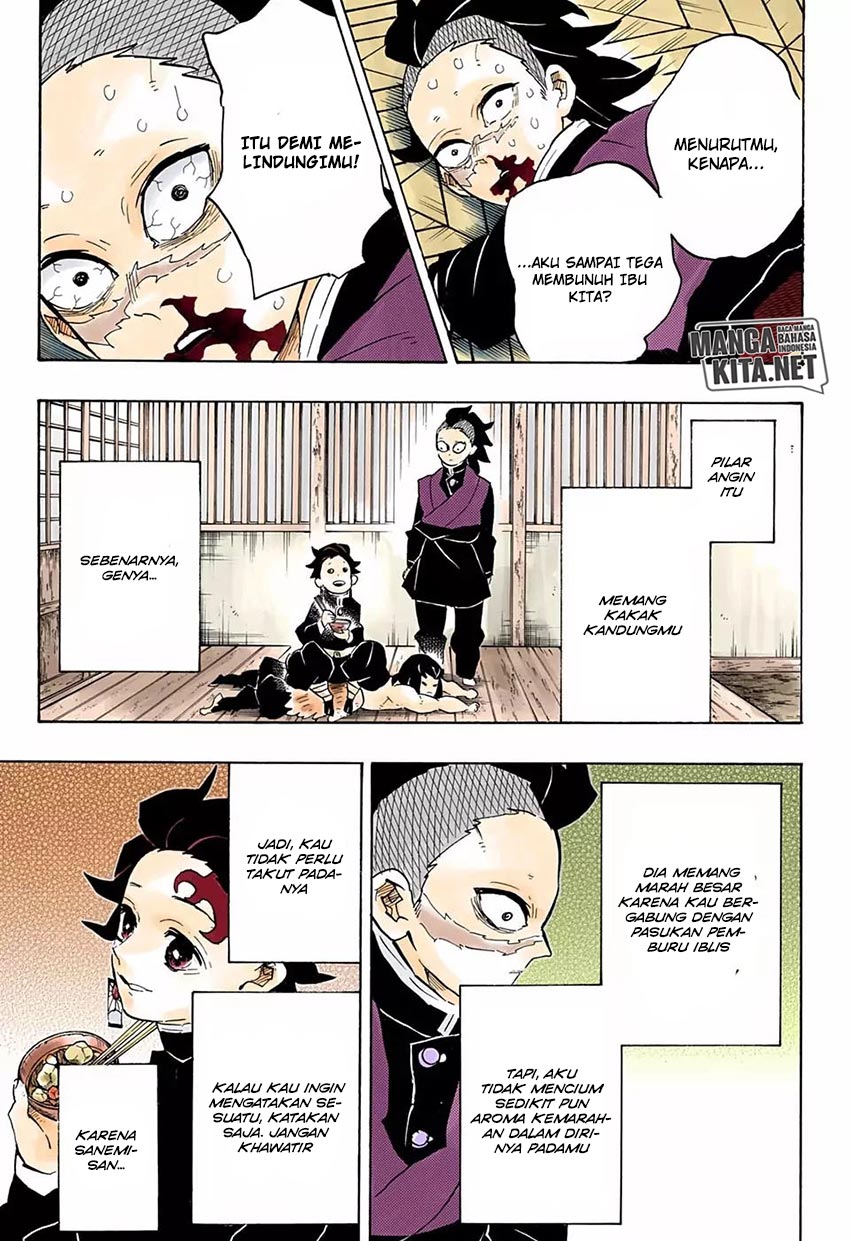 MENURUTMU,
KENAPA...
...AKU SAMPAI TEGA
MEMBUNUH IBU
KITA?
ITU DEMI ME-
LINDUNGIMU!
MANGA
KITA.NET
BACA MANGA
BAHASA
INDONESIA
PILAR
ANGIN
ITU
MEMANG
KAKAK
KANDUNGMU
SEBENARNYA,
GENYA...
DIA MEMANG
MARAH BESAR
KARENA KAU BER-
GABUNG DENGAN
PASUKAN PEM-
BURU IBLIS
TAPI, AKU
TIDAK MENCIUM
SEDIKIT PUN
AROMA KEMARAH-
AN DALAM DIRI-
NYA PADAMU
JADI, KAU
TIDAK PERLU
TAKUT PADA-
NYA
KALAU KAU INGIN
MENGATAKAN SE-
SUATU, KATAKAN
SAJA. JANGAN
KHAWATIR
KARENA
SANEMI-
SAN...